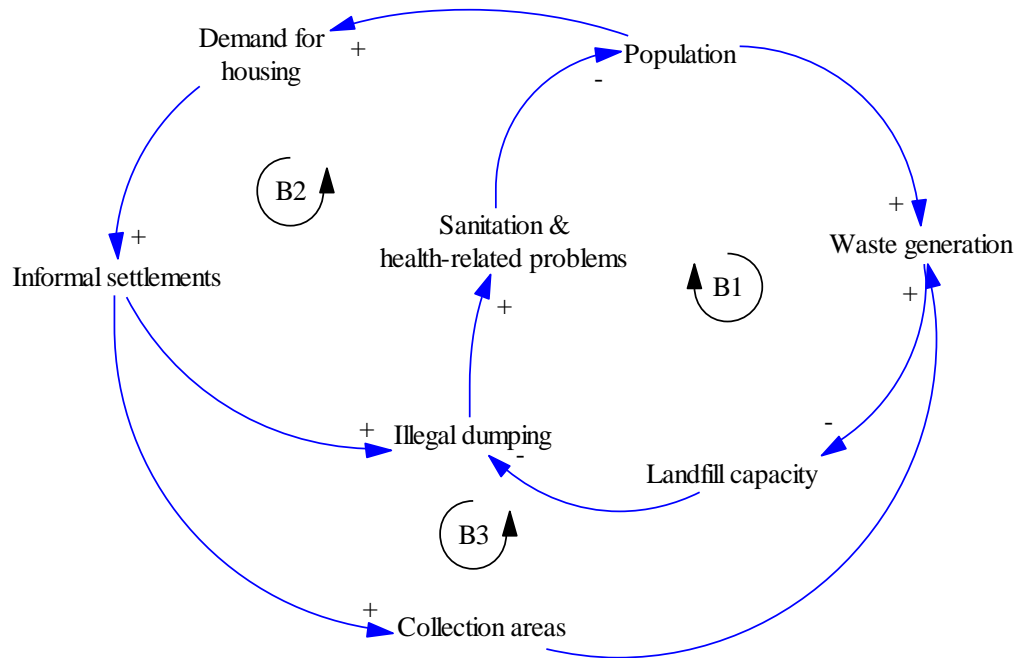 Demand for
housing
+
Population
-
+
B2
Sanitation &
health-related problems
Waste generation
+
Informal settlements
B1
+
+
+
Illegal dumping
-
-
Landfill capacity
B3
+
Collection areas